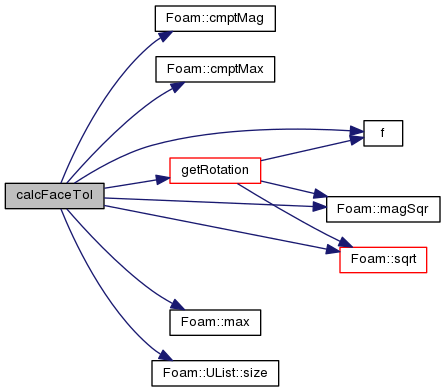 Foam::cmptMag
Foam::cmptMax
f
getRotation
calcFaceTol
Foam::magSqr
Foam::sqrt
Foam::max
Foam::UList::size